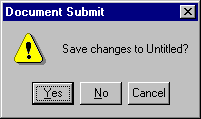 Document Submit
Save changes to Untitled?
Yes
No
Cancel